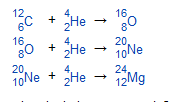 ¹²₆C + ⁴₂He → ¹⁶₈O
¹⁶₈O + ⁴₂He → ²⁰₁₀Ne
²⁰₁₀Ne + ⁴₂He → ²⁴₁₂Mg